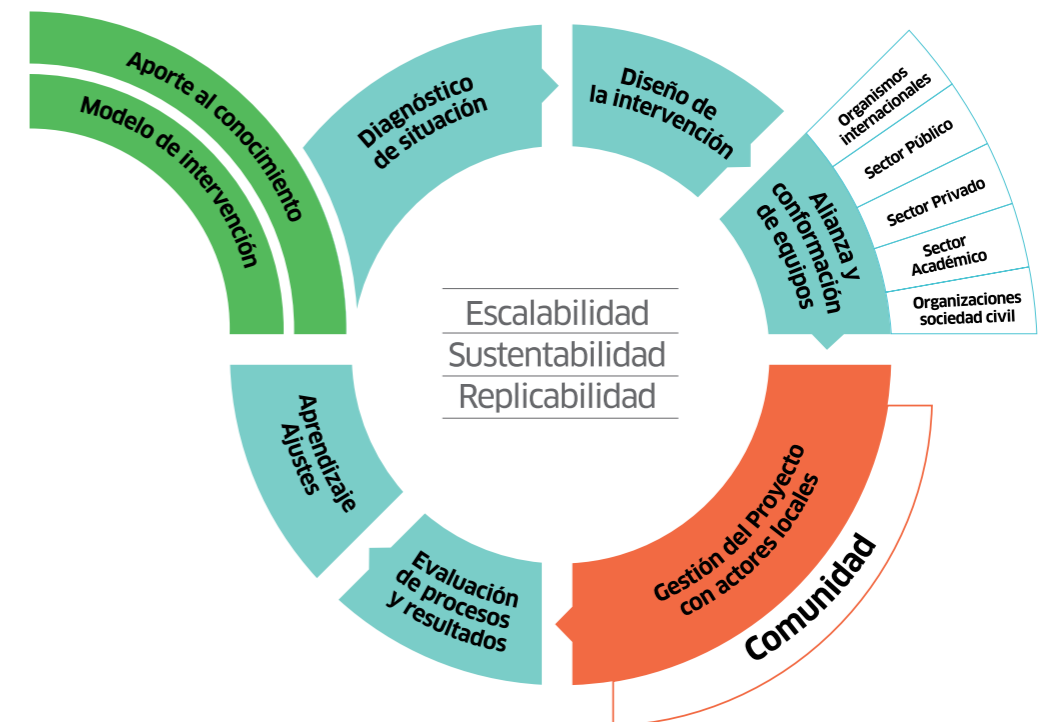 Aporte al conocimiento
Modelo de intervención
Diagnóstico
de situación
Diseño de
la intervención
Alianza y
conformación
de equipos
Organismos
internacionales
Sector Público
Sector Privado
Sector
Académico
Organizaciones
sociedad civil
Escalabilidad
Sustentabilidad
Replicabilidad
Gestión del Proyecto
con actores locales
Comunidad
Evaluación
de procesos
y resultados
Aprendizaje
Ajustes